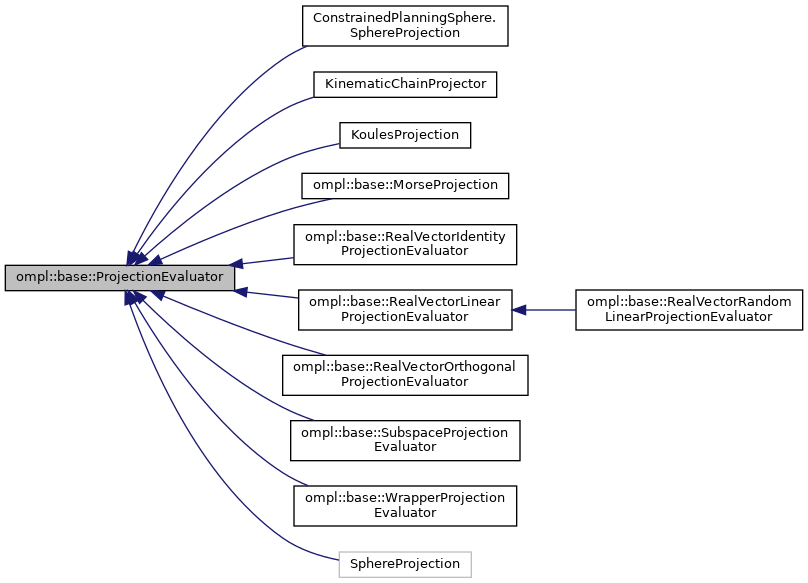 ConstrainedPlanningSphere.
SphereProjection
KinematicChainProjector
KoulesProjection
ompl::base::MorseProjection
ompl::base::RealVectorIdentity
ProjectionEvaluator
ompl::base::ProjectionEvaluator
ompl::base::RealVectorLinear
ProjectionEvaluator
ompl::base::RealVectorRandom
LinearProjectionEvaluator
ompl::base::RealVectorOrthogonal
ProjectionEvaluator
ompl::base::SubspaceProjection
Evaluator
ompl::base::WrapperProjection
Evaluator
SphereProjection